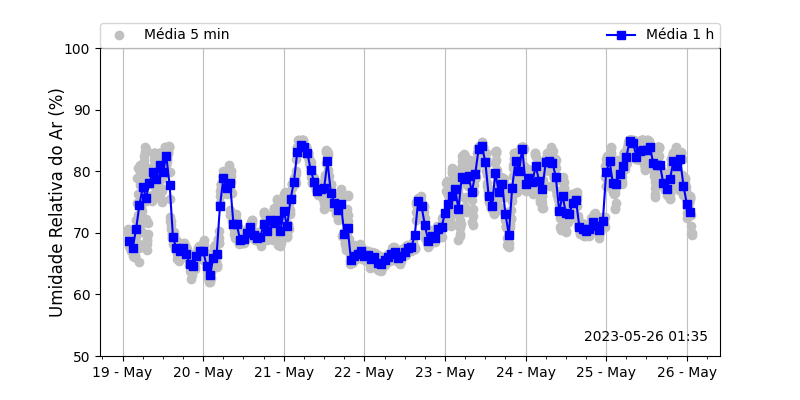 Média 5 min
Média 1 h
Umidade Relativa do Ar (%)
100
90
80
70
60
50
2023-05-26 01:35
19 - May
20 - May
21 - May
22 - May
23 - May
24 - May
25 - May
26 - May